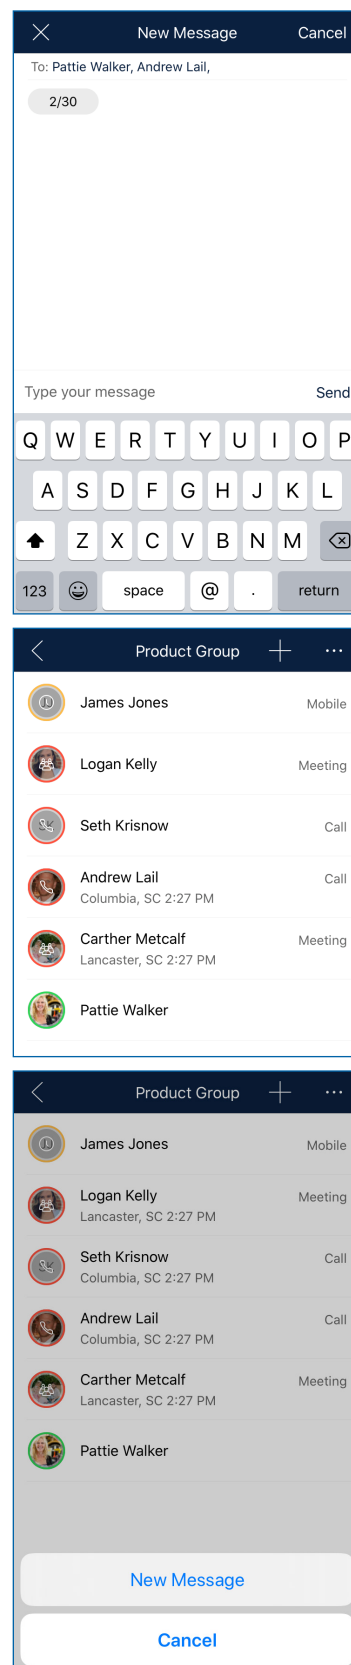 New Message Cancel
To: Pattie Walker, Andrew Lail,
2/30
Type your message Send
Q W E R T Y U I O P
A S D F G H J K L
Z X C V B N M
123 space @ . return
Product Group
James Jones Mobile
Logan Kelly Meeting
SK Seth Krisnow Call
Andrew Lail Call
Columbia, SC 2:27 PM
Carther Metcalf Meeting
Lancaster, SC 2:27 PM
Pattie Walker
Product Group
James Jones Mobile
Logan Kelly Meeting
Lancaster, SC 2:27 PM
SK Seth Krisnow Call
Columbia, SC 2:27 PM
Andrew Lail Call
Columbia, SC 2:27 PM
Carther Metcalf Meeting
Lancaster, SC 2:27 PM
Pattie Walker
New Message
Cancel